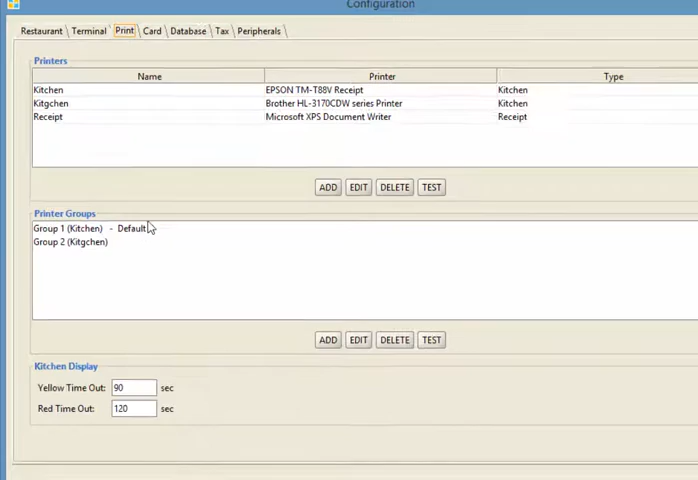 Configuration
Restaurant Terminal Print Card Database Tax Peripherals
Printers
Name Printer Type
Kitchen EPSON TM-T88V Receipt Kitchen
Kitgchen Brother HL-3170CDW series Printer Kitchen
Receipt Microsoft XPS Document Writer Receipt
ADD EDIT DELETE TEST
Printer Groups
Group 1 (Kitchen) - Default
Group 2 (Kitgchen)
ADD EDIT DELETE TEST
Kitchen Display
Yellow Time Out: 90 sec
Red Time Out: 120 sec